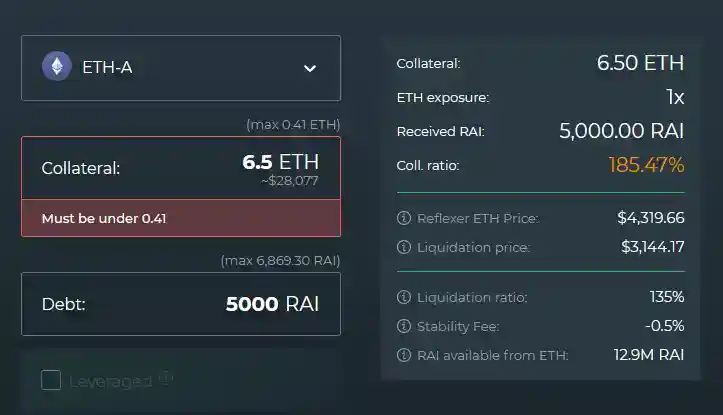 ETH-A
(max 0.41 ETH)
Collateral: 6.5 ETH
~$28,077
Must be under 0.41
(max 6,869.30 RAI)
Debt: 5000 RAI
Leveraged
Collateral: 6.50 ETH
ETH exposure: 1x
Received RAI: 5,000.00 RAI
Coll. ratio: 185.47%
Reflexer ETH Price: $4,319.66
Liquidation price: $3,144.17
Liquidation ratio: 135%
Stability Fee: -0.5%
RAI available from ETH: 12.9M RAI